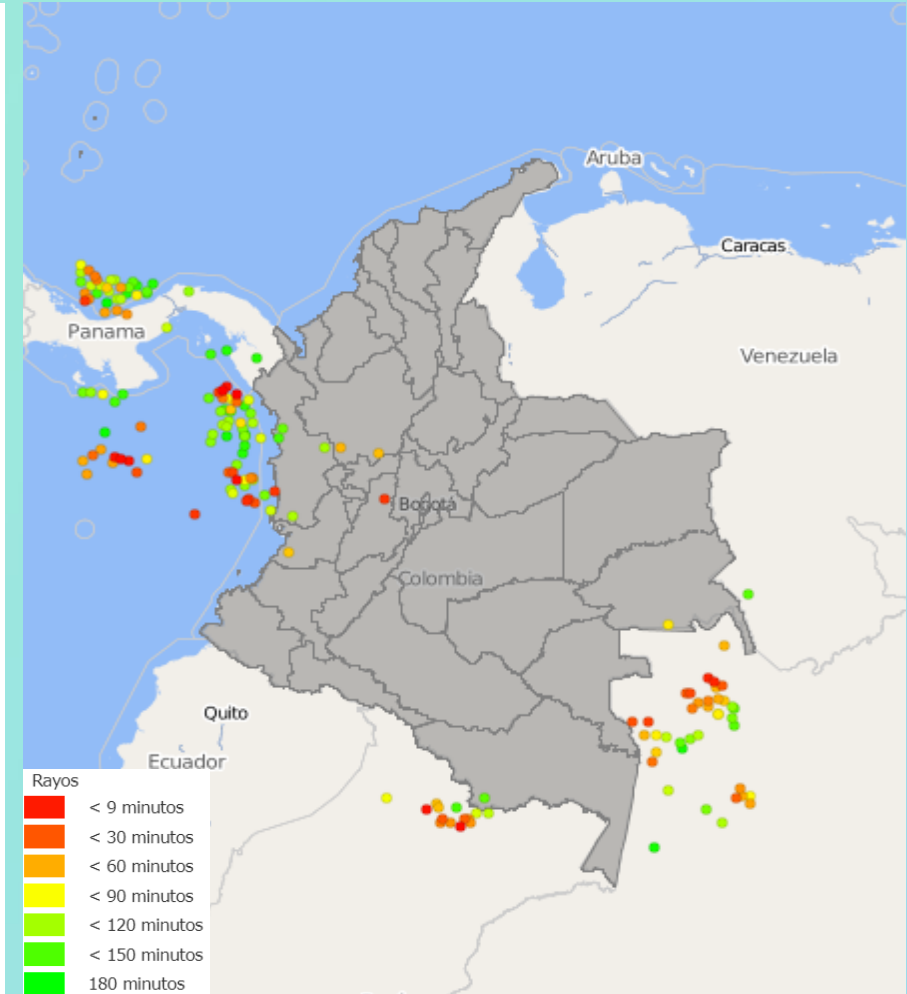 Aruba
Caracas
Panama
Venezuela
Bogotá
Colombia
Quito
Ecuador
Rayos
< 9 minutos
< 30 minutos
< 60 minutos
< 90 minutos
< 120 minutos
< 150 minutos
180 minutos